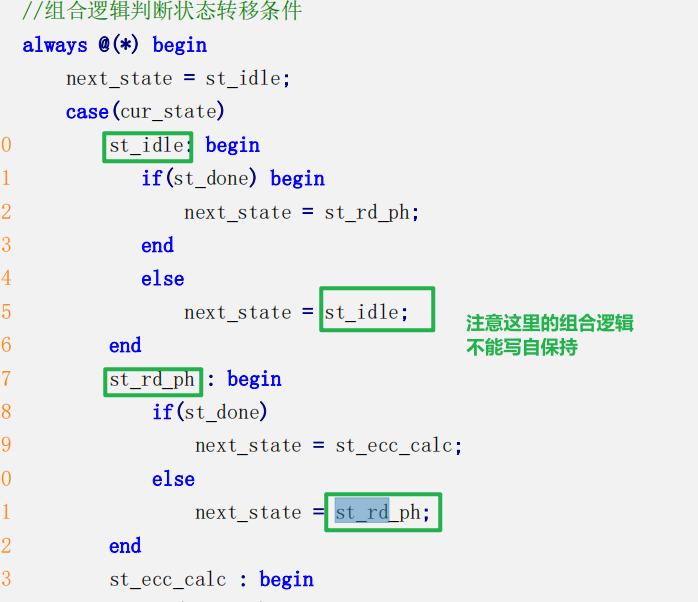 //组合逻辑判断状态转移条件
always @(*) begin
next_state = st_idle;
case(cur_state)
0 st_idle: begin
1 if(st_done) begin
2 next_state = st_rd_ph;
3 end
4 else
5 next_state = st_idle;
注意这里的组合逻辑
不能写自保持
6 end
7 st_rd_ph : begin
8 if(st_done)
9 next_state = st_ecc_calc;
0 else
1 next_state = st_rd_ph;
2 end
3 st_ecc_calc : begin